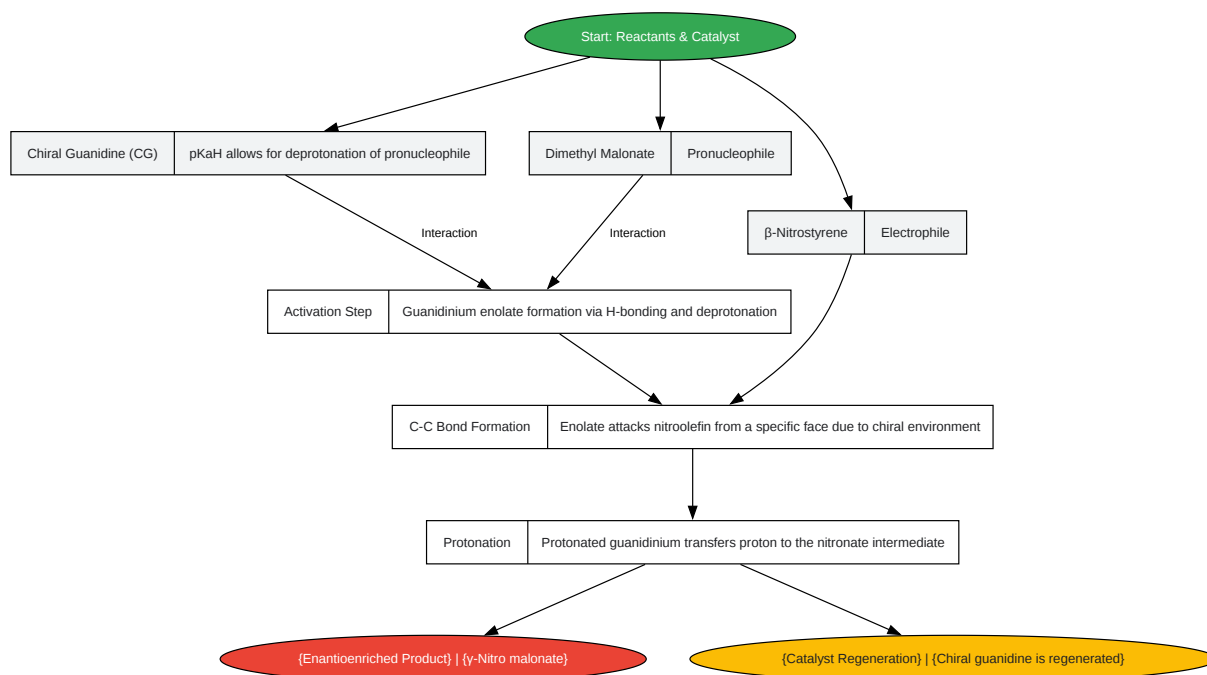 Start: Reactants & Catalyst
Chiral Guanidine (CG)
pKaH allows for deprotonation of pronucleophile
Dimethyl Malonate
Pronucleophile
β-Nitrostyrene
Electrophile
Interaction
Interaction
Activation Step
Guanidinium enolate formation via H-bonding and deprotonation
C-C Bond Formation
Enolate attacks nitroolefin from a specific face due to chiral environment
Protonation
Protonated guanidinium transfers proton to the nitronate intermediate
{Enantioenriched Product} | {γ-Nitro malonate}
{Catalyst Regeneration} | {Chiral guanidine is regenerated}